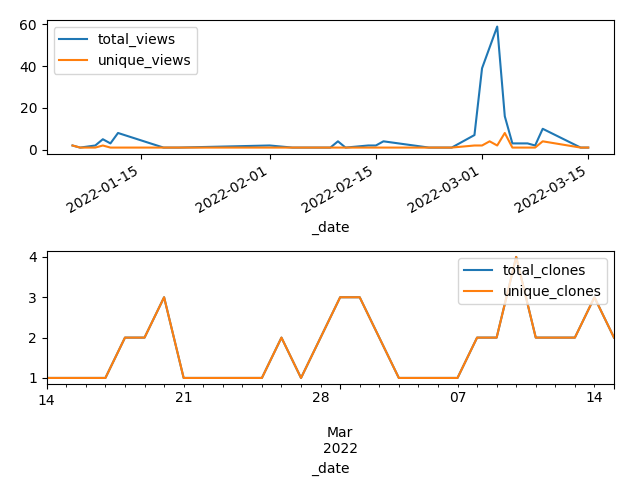 60
40
20
0
total_views
unique_views
2022-01-15
2022-02-01
2022-02-15
2022-03-01
2022-03-15
_date
4
3
2
1
total_clones
unique_clones
14
21
28
07
14
Mar
2022
_date